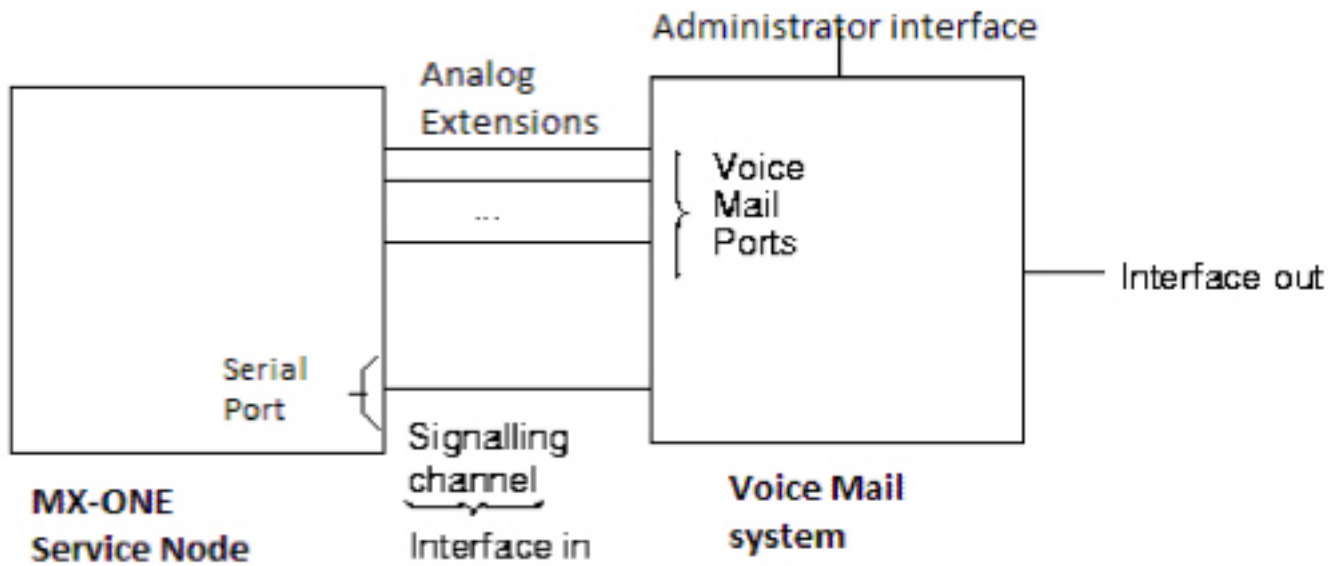 Administrator interface
Analog
Extensions
Voice
Mail
Ports
...
Interface out
Serial
Port
Signalling
channel
Interface in
MX-ONE
Service Node
Voice Mail
system